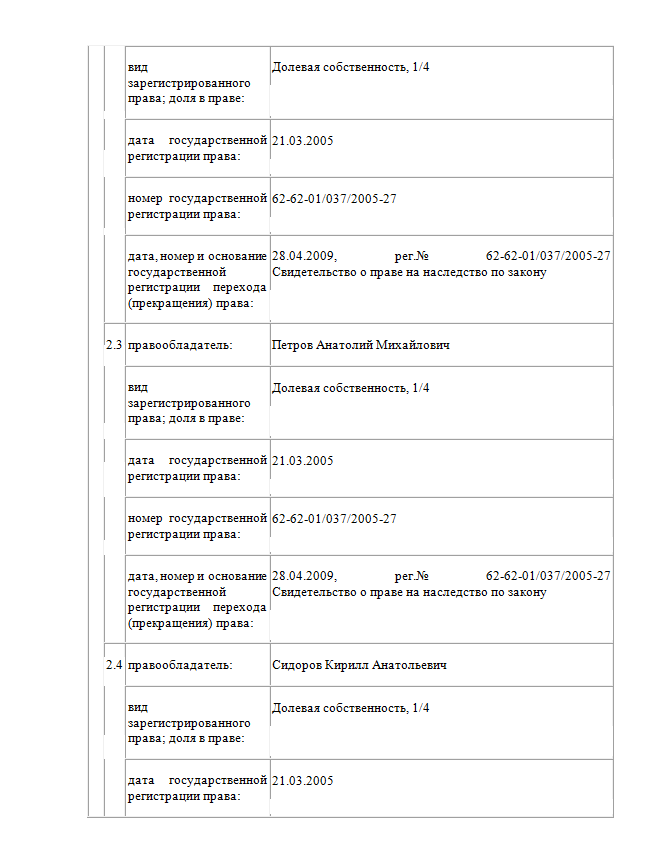 вид Долевая собственность, 1/4
зарегистрированного
права; доля в праве:
дата государственной 21.03.2005
регистрации права:
номер государственной 62-62-01/037/2005-27
регистрации права:
дата, номер и основание 28.04.2009, рег.№ 62-62-01/037/2005-27
государственной Свидетельство о праве на наследство по закону
регистрации перехода
(прекращения) права:
2.3 правообладатель: Петров Анатолий Михайлович
вид Долевая собственность, 1/4
зарегистрированного
права; доля в праве:
дата государственной 21.03.2005
регистрации права:
номер государственной 62-62-01/037/2005-27
регистрации права:
дата, номер и основание 28.04.2009, рег.№ 62-62-01/037/2005-27
государственной Свидетельство о праве на наследство по закону
регистрации перехода
(прекращения) права:
2.4 правообладатель: Сидоров Кирилл Анатольевич
вид Долевая собственность, 1/4
зарегистрированного
права; доля в праве:
дата государственной 21.03.2005
регистрации права: